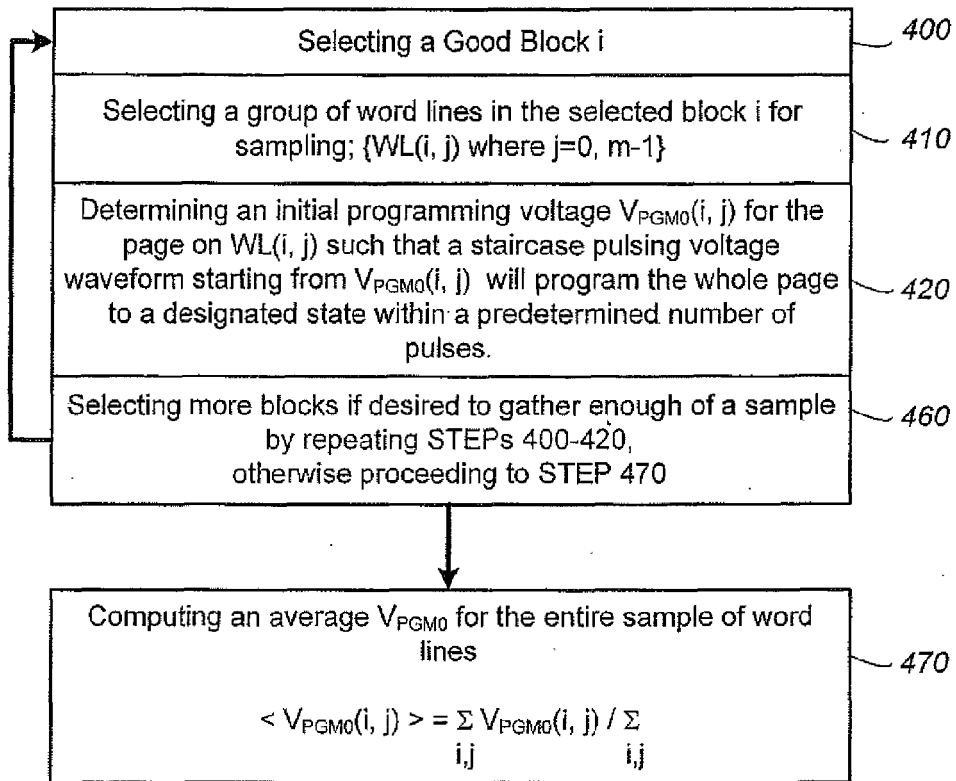 Selecting a Good Block i
400
Selecting a group of word lines in the selected block i for
sampling; {WL(i, j) where j=0, m-1}
410
Determining an initial programming voltage VPGM0(i, j) for the
page on WL(i, j) such that a staircase pulsing voltage
waveform starting from VPGM0(i, j) will program the whole page
to a designated state within a predetermined number of
pulses.
420
Selecting more blocks if desired to gather enough of a sample
by repeating STEPs 400-420,
otherwise proceeding to STEP 470
460
Computing an average VPGM0 for the entire sample of word
lines
470
< VPGM0(i, j) > = Σ VPGM0(i, j) / Σ
i,j i,j